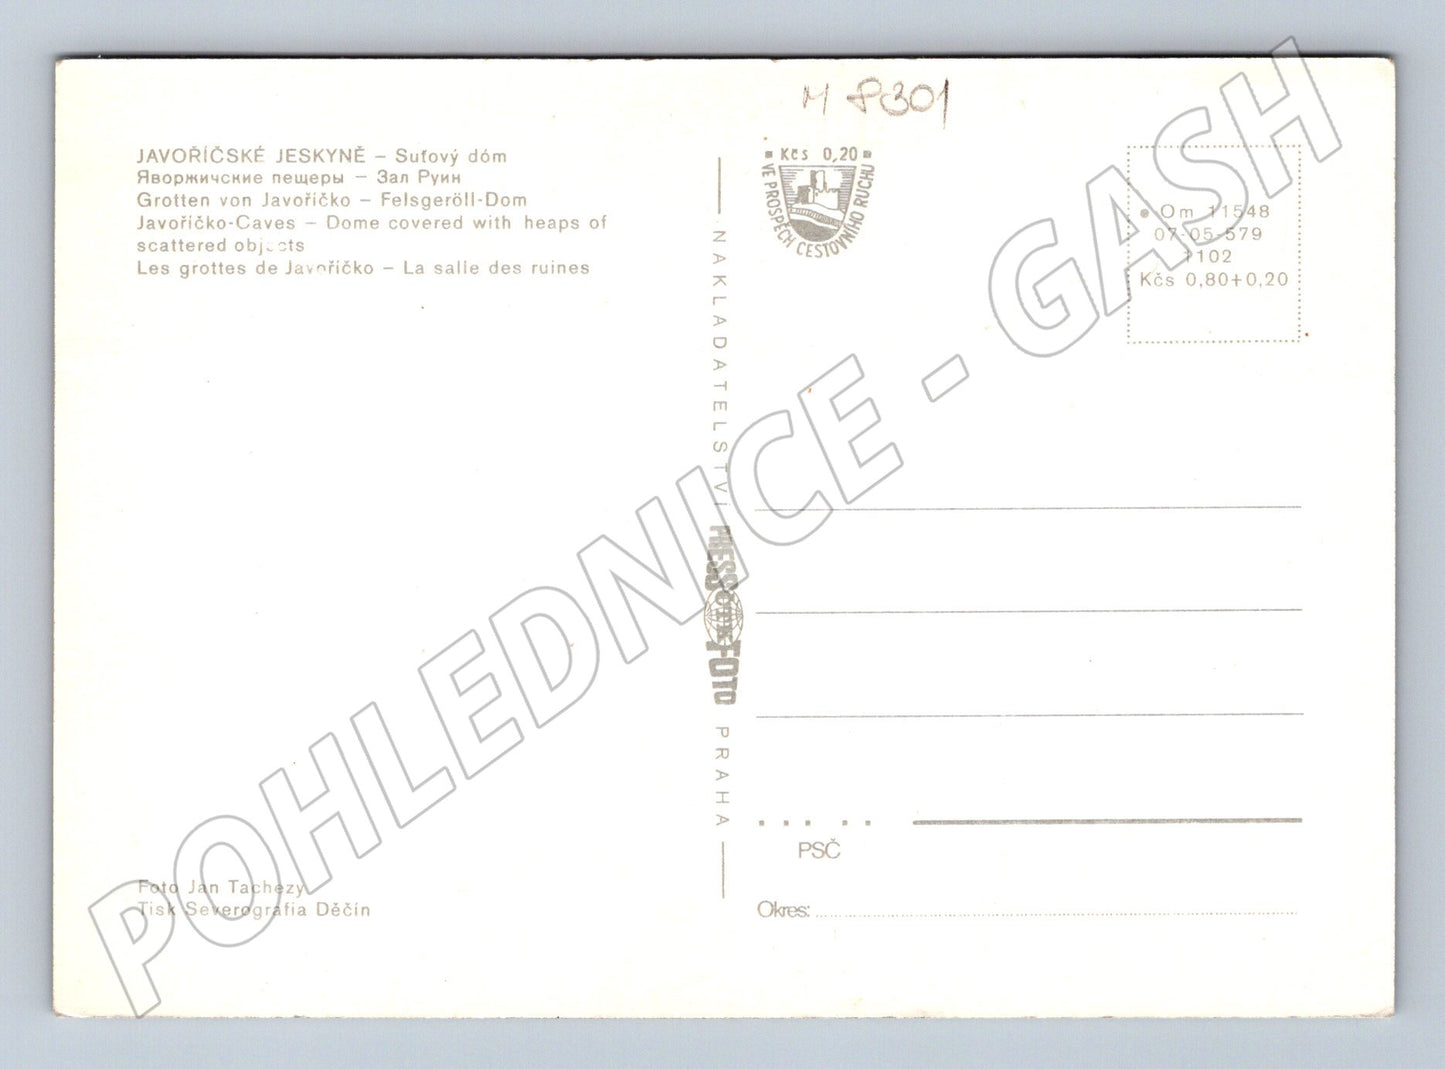 M 8301
JAVOŘÍČSKÉ JESKYNĚ – Suťový dóm
Яворжичские пещеры – Зал Руин
Grotten von Javoříčko – Felsgeröll-Dom
Javoříčko-Caves – Dome covered with heaps of
scattered objects
Les grottes de Javoříčko – La salle des ruines
Foto Jan Tachezy
Tisk Severografia Děčín
NAKLADATELSTVÍ PRESSFOTO PRAHA
Kčs 0,20
VE PROSPĚCH CESTOVNÍHO RUCHU
Om 11548
07-05-579
1102
Kčs 0,80+0,20
PSČ
Okres:
POHLEDNICE - GASH